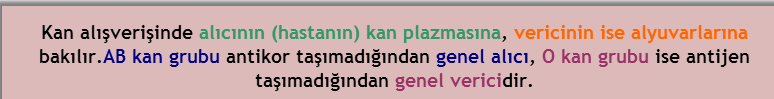 Kan alışverişinde alıcının (hastanın) kan plazmasına, vericinin ise alyuvarlarına
bakılır.AB kan grubu antikor taşımadığından genel alıcı, O kan grubu ise antijen
taşımadığından genel vericidir.